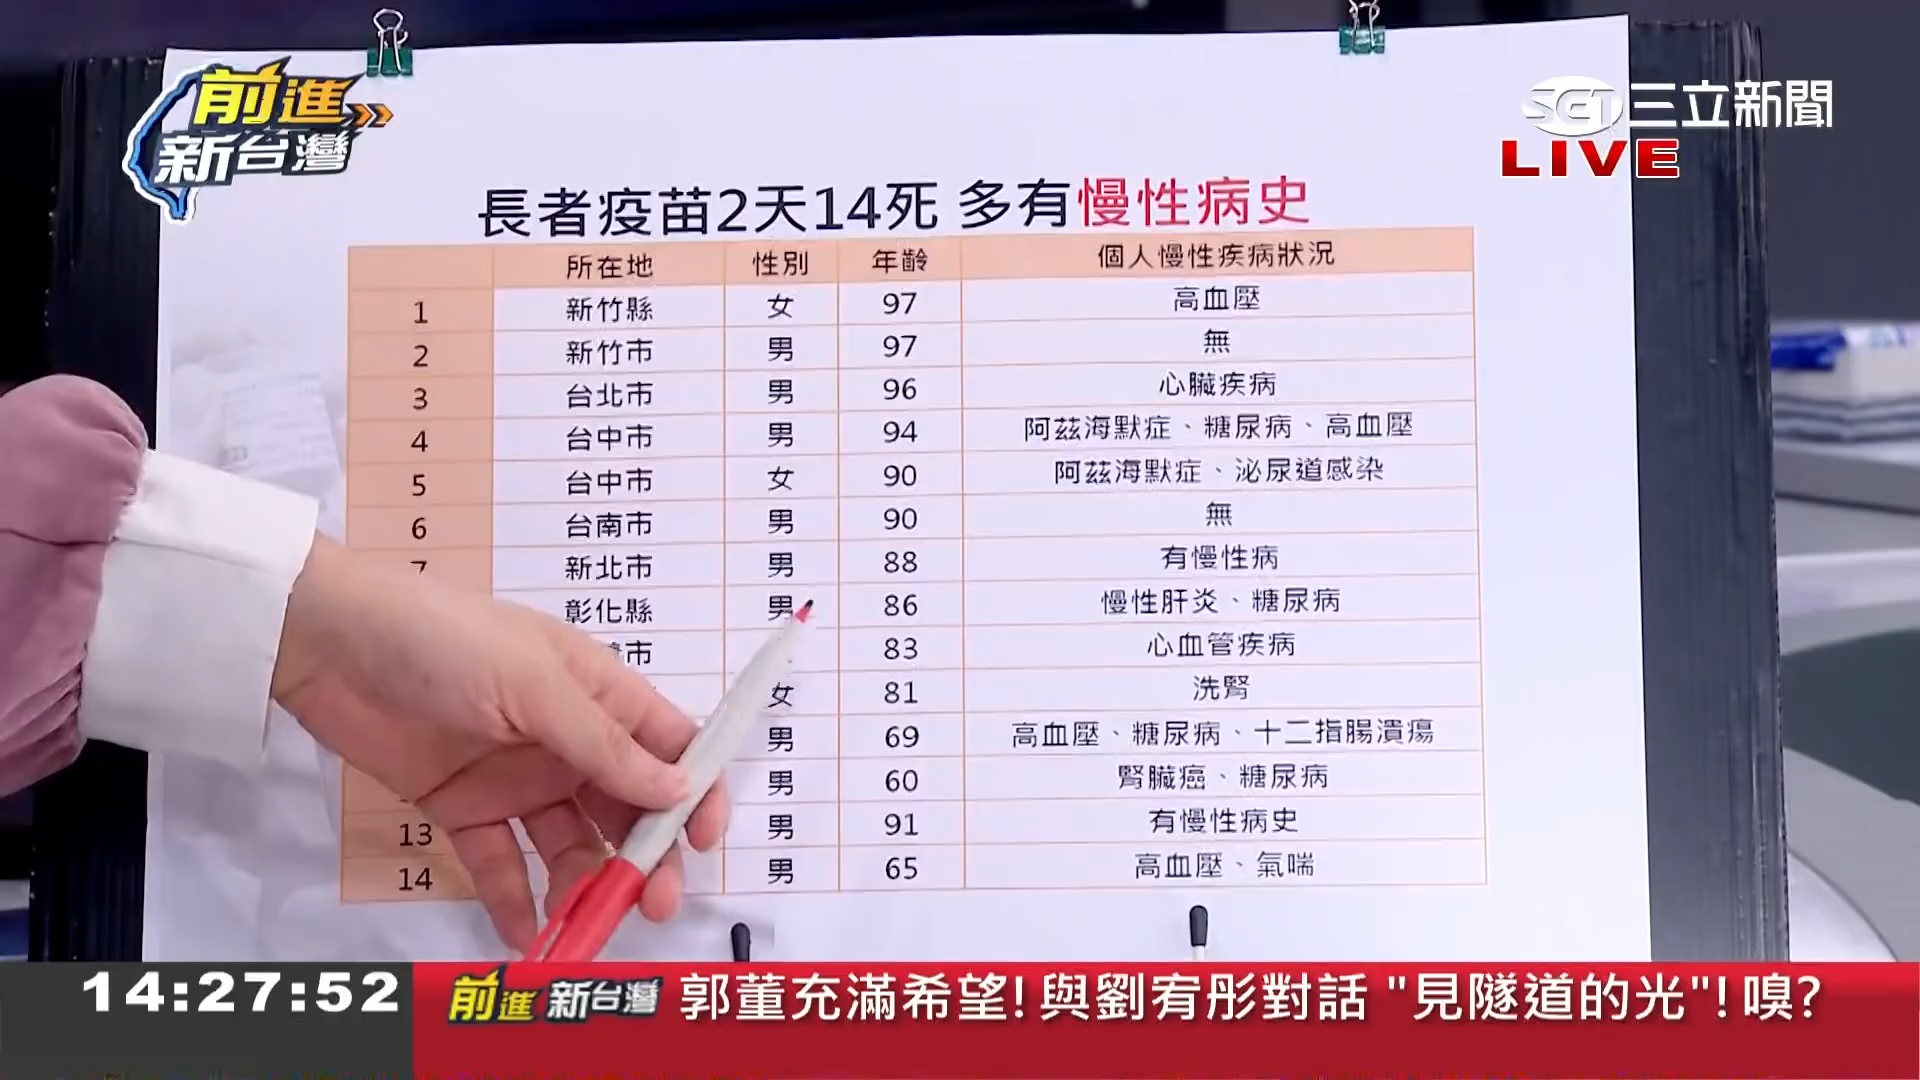 前進
新台灣
SET三立新聞
LIVE
長者疫苗2天14死 多有慢性病史
所在地 性別 年齡 個人慢性疾病狀況
1 新竹縣 女 97 高血壓
2 新竹市 男 97 無
3 台北市 男 96 心臟疾病
4 台中市 男 94 阿茲海默症、糖尿病、高血壓
5 台中市 女 90 阿茲海默症、泌尿道感染
6 台南市 男 90 無
7 新北市 男 88 有慢性病
彰化縣 男 86 慢性肝炎、糖尿病
市 83 心血管疾病
女 81 洗腎
男 69 高血壓、糖尿病、十二指腸潰瘍
男 60 腎臟癌、糖尿病
13 男 91 有慢性病史
14 男 65 高血壓、氣喘
14:27:52 前進新台灣 郭董充滿希望!與劉宥彤對話 "見隧道的光"!嗅?